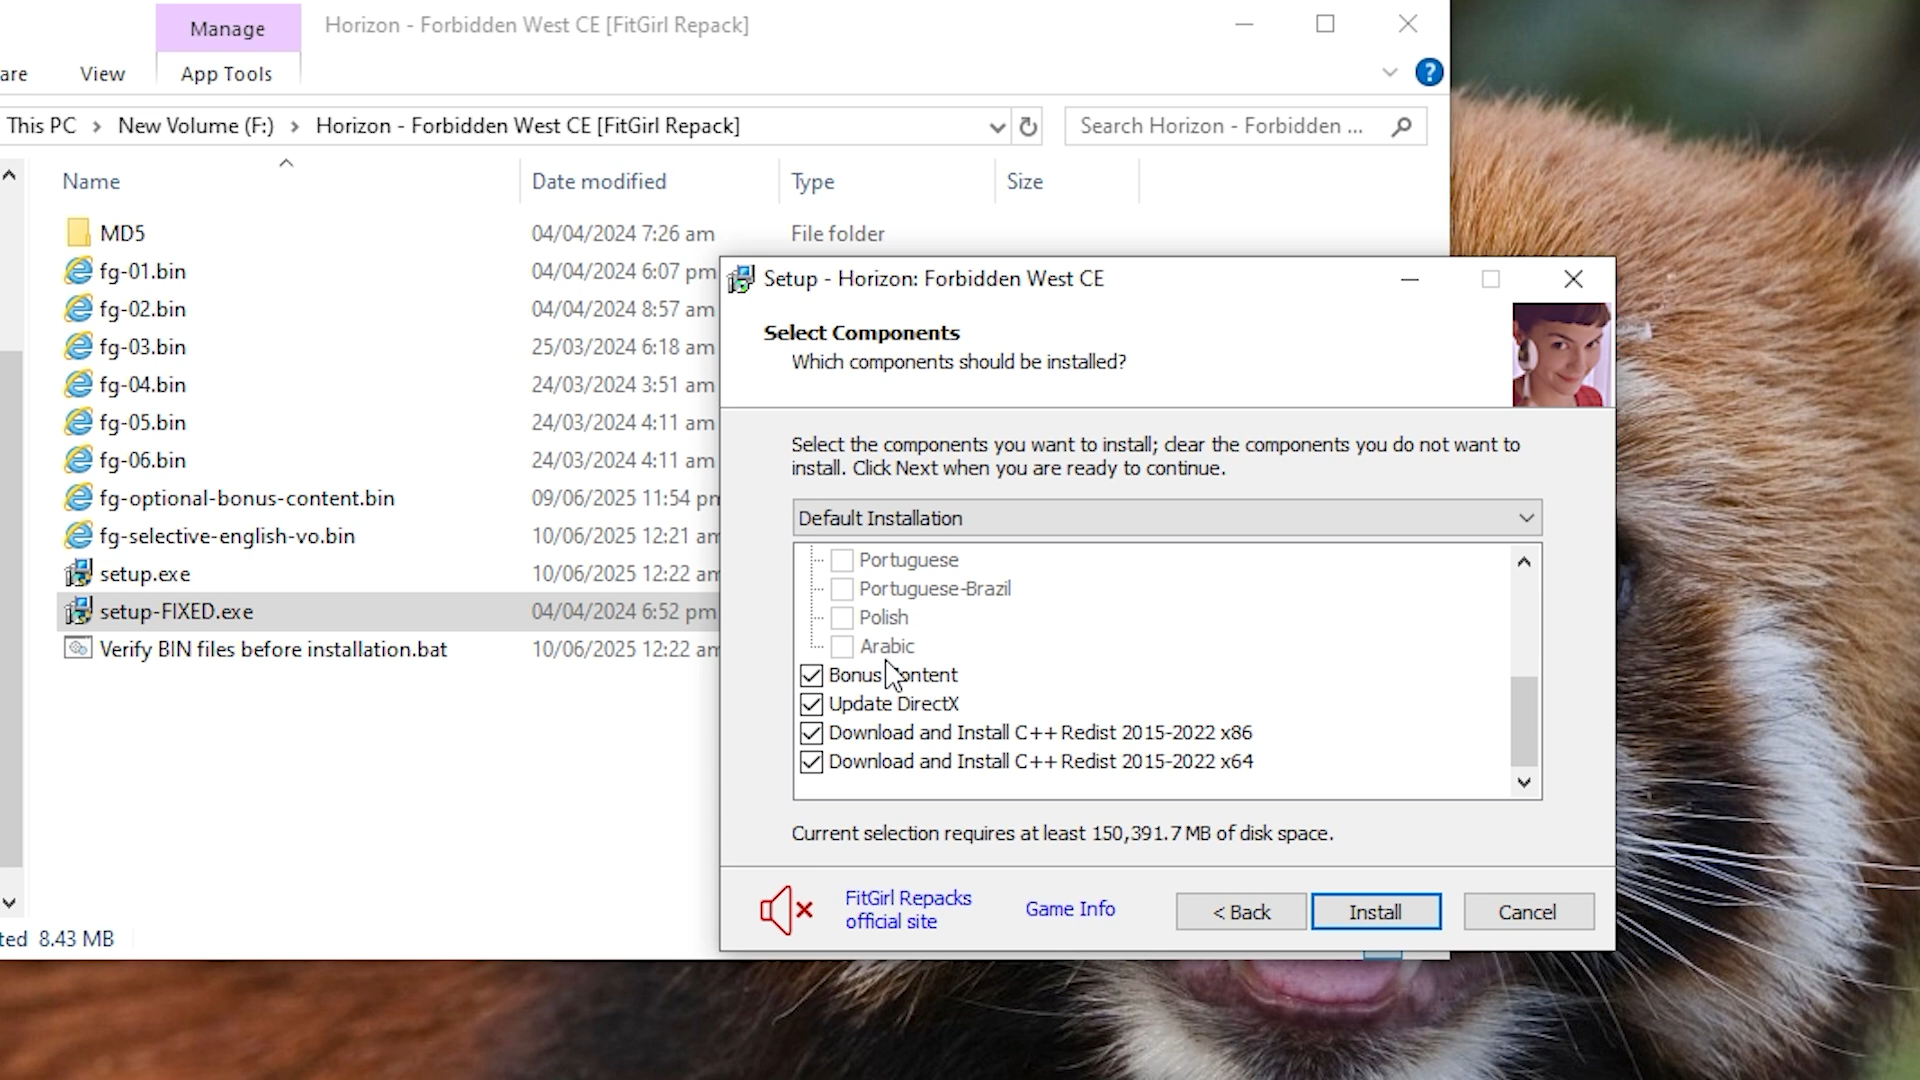 Manage
Horizon - Forbidden West CE [FitGirl Repack]
are
View
App Tools
?
This PC > New Volume (F:) > Horizon - Forbidden West CE [FitGirl Repack]
Search Horizon - Forbidden ...
Name
Date modified
Type
Size
MD5
04/04/2024 7:26 am
File folder
fg-01.bin
04/04/2024 6:07 pm
fg-02.bin
04/04/2024 8:57 am
fg-03.bin
25/03/2024 6:18 am
fg-04.bin
24/03/2024 3:51 am
fg-05.bin
24/03/2024 4:11 am
fg-06.bin
24/03/2024 4:11 am
fg-optional-bonus-content.bin
09/06/2025 11:54 pm
fg-selective-english-vo.bin
10/06/2025 12:21 am
setup.exe
10/06/2025 12:22 am
setup-FIXED.exe
04/04/2024 6:52 pm
Verify BIN files before installation.bat
10/06/2025 12:22 am
ted 8.43 MB
Setup - Horizon: Forbidden West CE
Select Components
Which components should be installed?
Select the components you want to install; clear the components you do not want to
install. Click Next when you are ready to continue.
Default Installation
Portuguese
Portuguese-Brazil
Polish
Arabic
Bonus Content
Update DirectX
Download and Install C++ Redist 2015-2022 x86
Download and Install C++ Redist 2015-2022 x64
Current selection requires at least 150,391.7 MB of disk space.
FitGirl Repacks
official site
Game Info
< Back
Install
Cancel